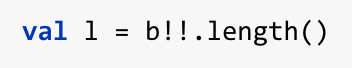 val l = b!!.length()